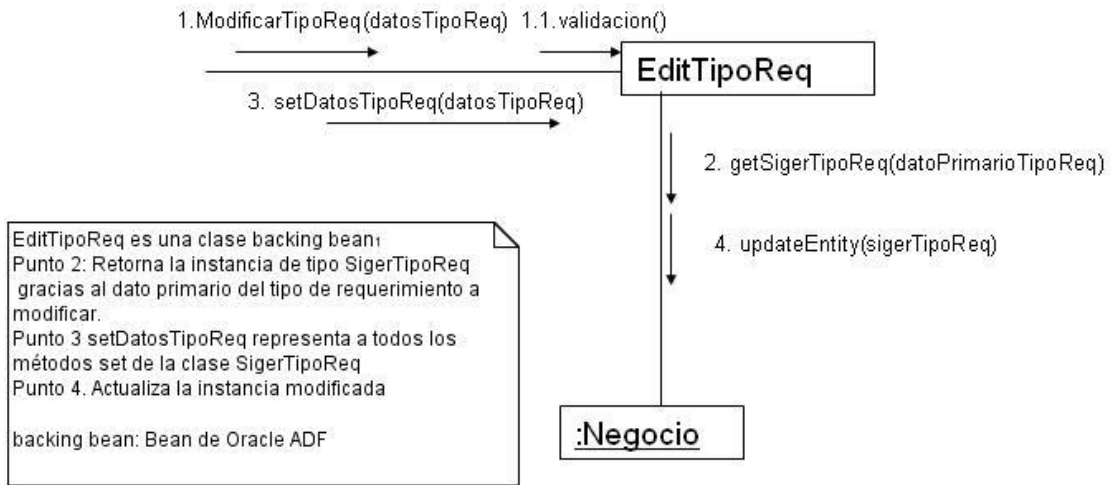 1.ModificarTipoReq(datosTipoReq) 1.1.validacion()
EditTipoReq
3. setDatosTipoReq(datosTipoReq)
2. getSigerTipoReq(datoPrimarioTipoReq)
4. updateEntity(sigerTipoReq)
EditTipoReq es una clase backing bean1
Punto 2: Retorna la instancia de tipo SigerTipoReq
gracias al dato primario del tipo de requerimiento a
modificar.
Punto 3 setDatosTipoReq representa a todos los
métodos set de la clase SigerTipoReq
Punto 4. Actualiza la instancia modificada
backing bean: Bean de Oracle ADF
:Negocio